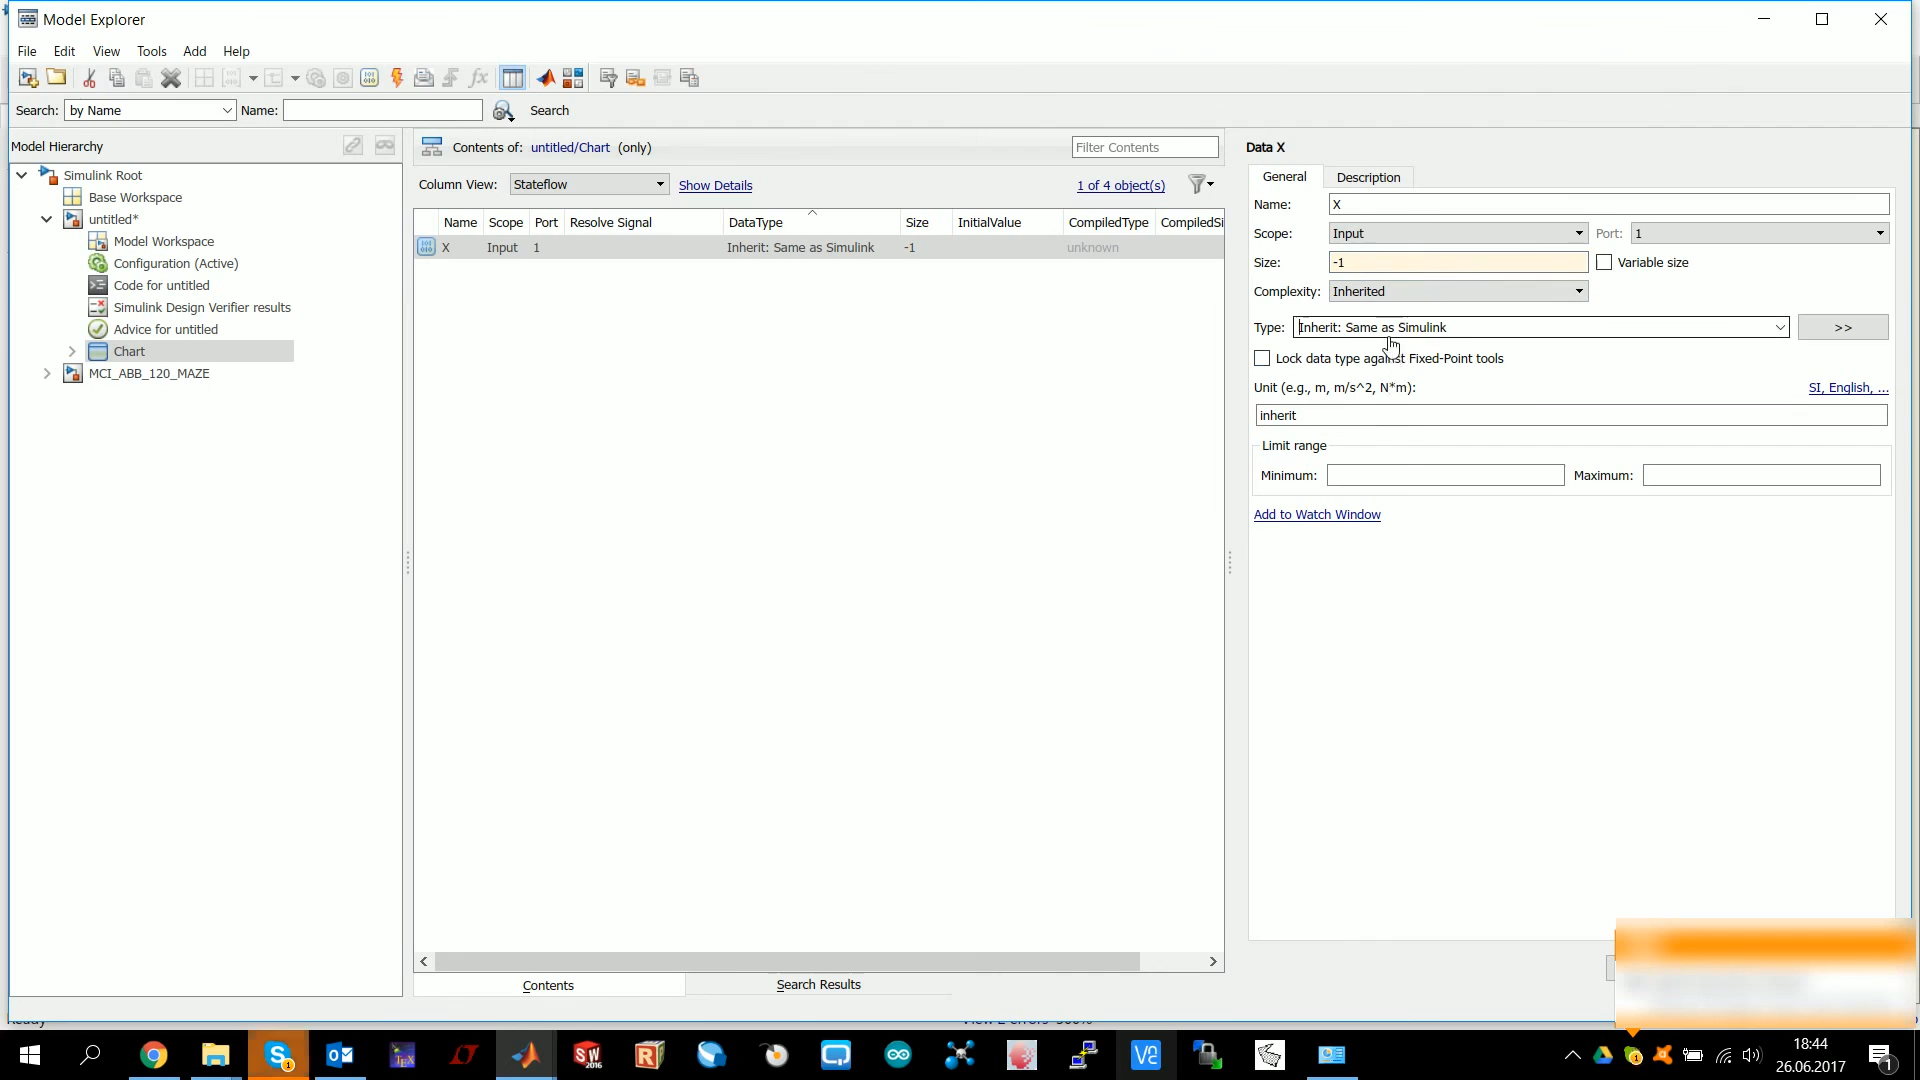 Model Explorer
File Edit View Tools Add Help
Search: by Name Name: Search
Model Hierarchy
Simulink Root
Base Workspace
untitled*
Model Workspace
Configuration (Active)
Code for untitled
Simulink Design Verifier results
Advice for untitled
Chart
MCI_ABB_120_MAZE
Contents of: untitled/Chart (only) Filter Contents
Column View: Stateflow Show Details 1 of 4 object(s)
Name Scope Port Resolve Signal DataType Size InitialValue CompiledType CompiledSi
X Input 1 Inherit: Same as Simulink -1 unknown
Contents Search Results
Data X
General Description
Name: X
Scope: Input Port: 1
Size: -1 Variable size
Complexity: Inherited
Type: Inherit: Same as Simulink >>
Lock data type against Fixed-Point tools
Unit (e.g., m, m/s^2, N*m): SI, English, ...
inherit
Limit range
Minimum: Maximum:
Add to Watch Window
18:44
26.06.2017